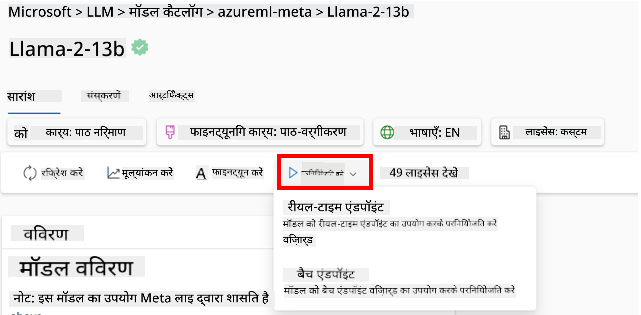 Microsoft > LLM > मॉडल कैटलॉग > azureml-meta > Llama-2-13b
Llama-2-13b
सारांश संस्करणें आर्टिफैक्ट्स
को कार्य: पाठ निर्माण फाइनट्यूनिंग कार्य: पाठ-वर्गीकरण भाषाएँ: EN लाइसेंस: कस्टम
रिफ्रेश करें मूल्यांकन करें फाइनट्यून करें 49 लाइसेंस देखें
रीयल-टाइम एंडपॉइंट
मॉडल को रीयल-टाइम एंडपॉइंट का उपयोग करके परिनियोजित करें
विज़ार्ड
बैच एंडपॉइंट
मॉडल को बैच एंडपॉइंट विज़ार्ड का उपयोग करके परिनियोजित करें
विवरण
मॉडल विवरण
नोट: इस मॉडल का उपयोग Meta लाइ द्वारा शासित है